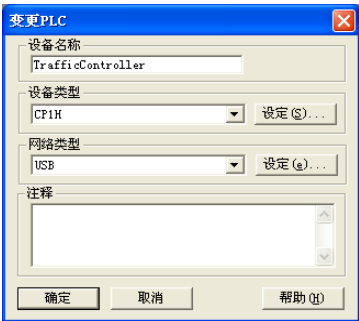 变更PLC
设备名称
TrafficController
设备类型
CP1H
设定(S)...
网络类型
USB
设定(e)...
注释
确定
取消
帮助(H)